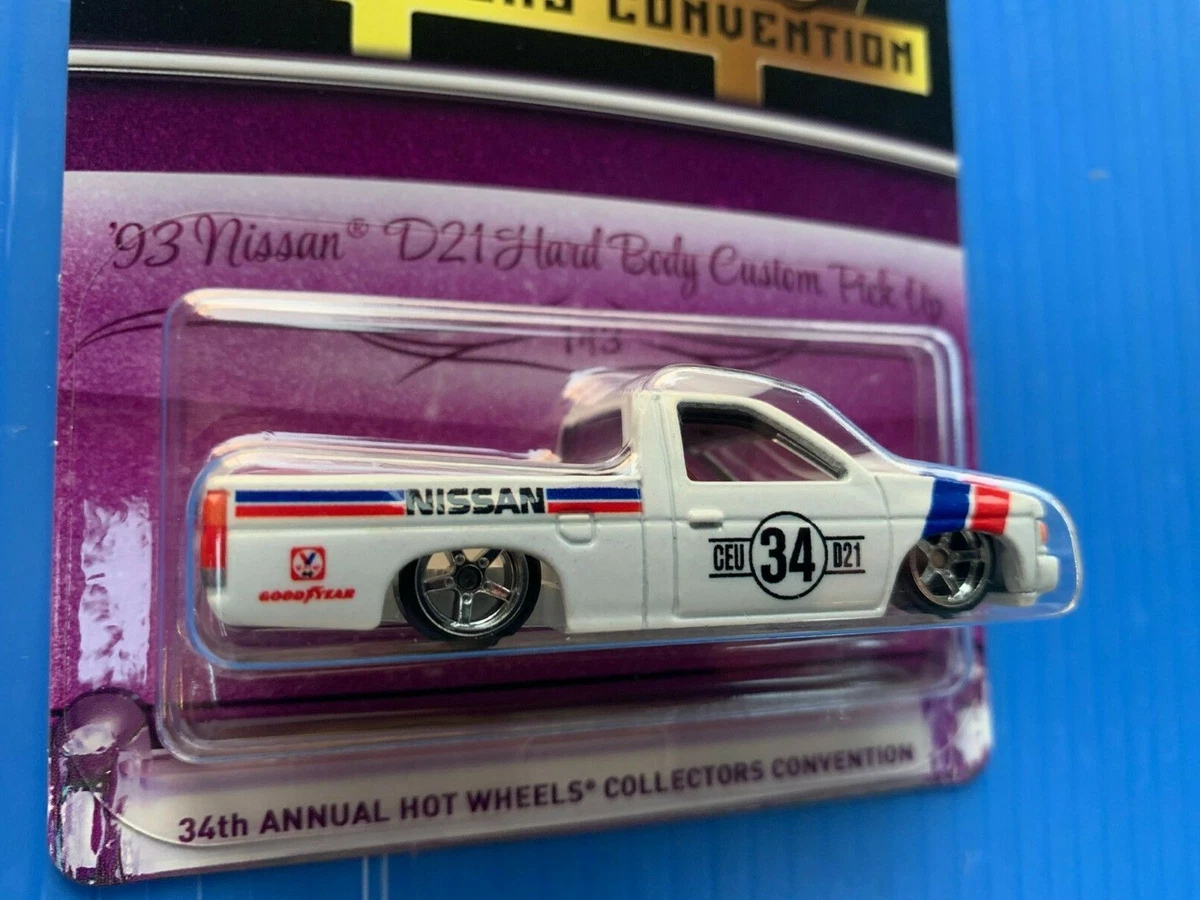 CONVENTION
'93 Nissan® D21 Hard Body Custom Pick Up
NISSAN
GOODYEAR
CEU 34 D21
34th ANNUAL HOT WHEELS® COLLECTORS CONVENTION